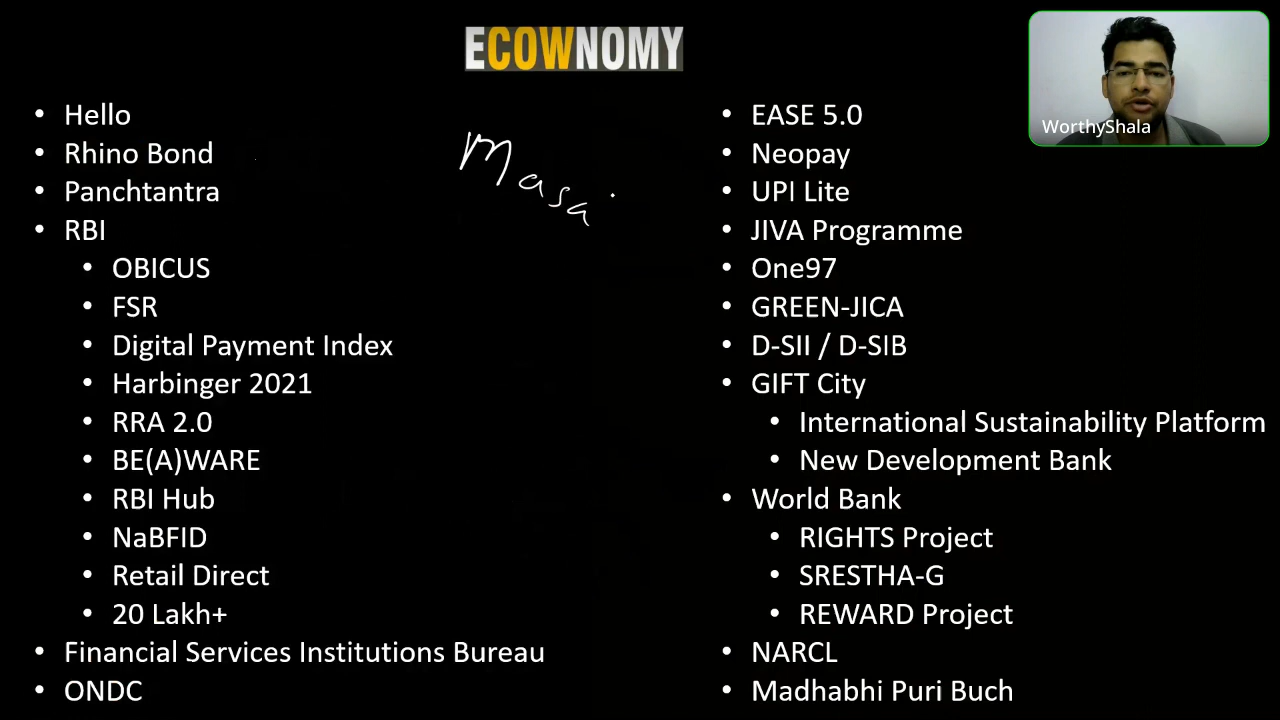 ECOWNOMY
WorthyShala
Masa
• Hello
• Rhino Bond
• Panchtantra
• RBI
• OBICUS
• FSR
• Digital Payment Index
• Harbinger 2021
• RRA 2.0
• BE(A)WARE
• RBI Hub
• NaBFID
• Retail Direct
• 20 Lakh+
• Financial Services Institutions Bureau
• ONDC
• EASE 5.0
• Neopay
• UPI Lite
• JIVA Programme
• One97
• GREEN-JICA
• D-SII / D-SIB
• GIFT City
• International Sustainability Platform
• New Development Bank
• World Bank
• RIGHTS Project
• SRESTHA-G
• REWARD Project
• NARCL
• Madhabhi Puri Buch